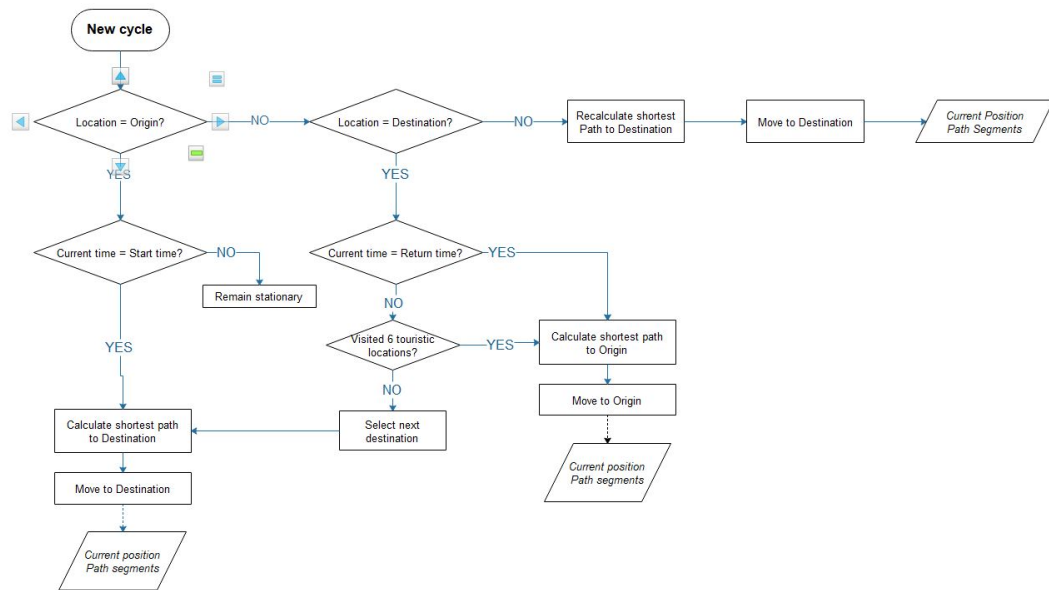 New cycle
Location = Origin?
NO
Location = Destination?
NO
Recalculate shortest
Path to Destination
Move to Destination
Current Position
Path Segments
YES
YES
Current time = Start time?
NO
Remain stationary
Current time = Return time?
YES
NO
YES
Visited 6 touristic
locations?
YES
Calculate shortest path
to Origin
NO
Move to Origin
Calculate shortest path
to Destination
Select next
destination
Current position
Path segments
Move to Destination
Current position
Path segments